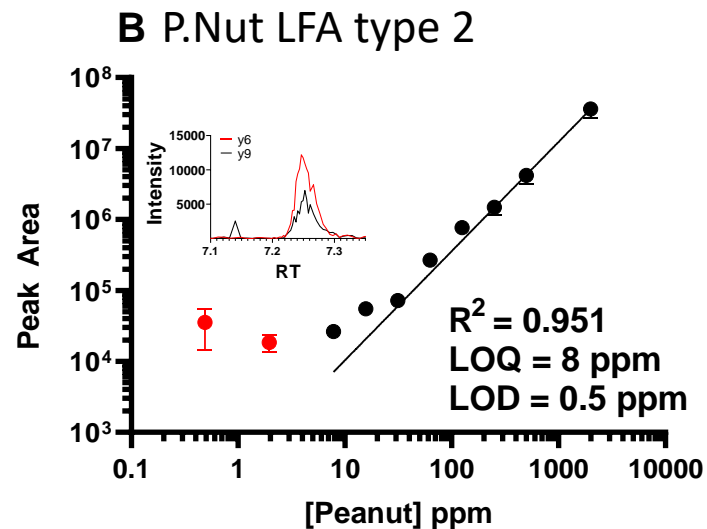 B P.Nut LFA type 2
10⁸
10⁷
10⁶
10⁵
10⁴
10³
Peak Area
15000
10000
5000
Intensity
y6
y9
7.1 7.2 7.3
RT
R² = 0.951
LOQ = 8 ppm
LOD = 0.5 ppm
0.1 1 10 100 1000 10000
[Peanut] ppm